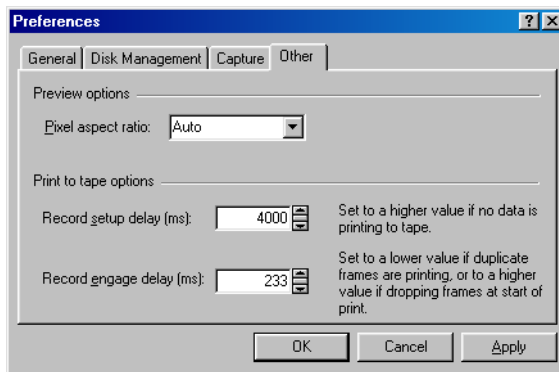 Preferences
General Disk Management Capture Other
Preview options
Pixel aspect ratio: Auto
Print to tape options
Record setup delay (ms): 4000
Set to a higher value if no data is
printing to tape.
Record engage delay (ms): 233
Set to a lower value if duplicate
frames are printing, or to a higher
value if dropping frames at start of
print.
OK Cancel Apply